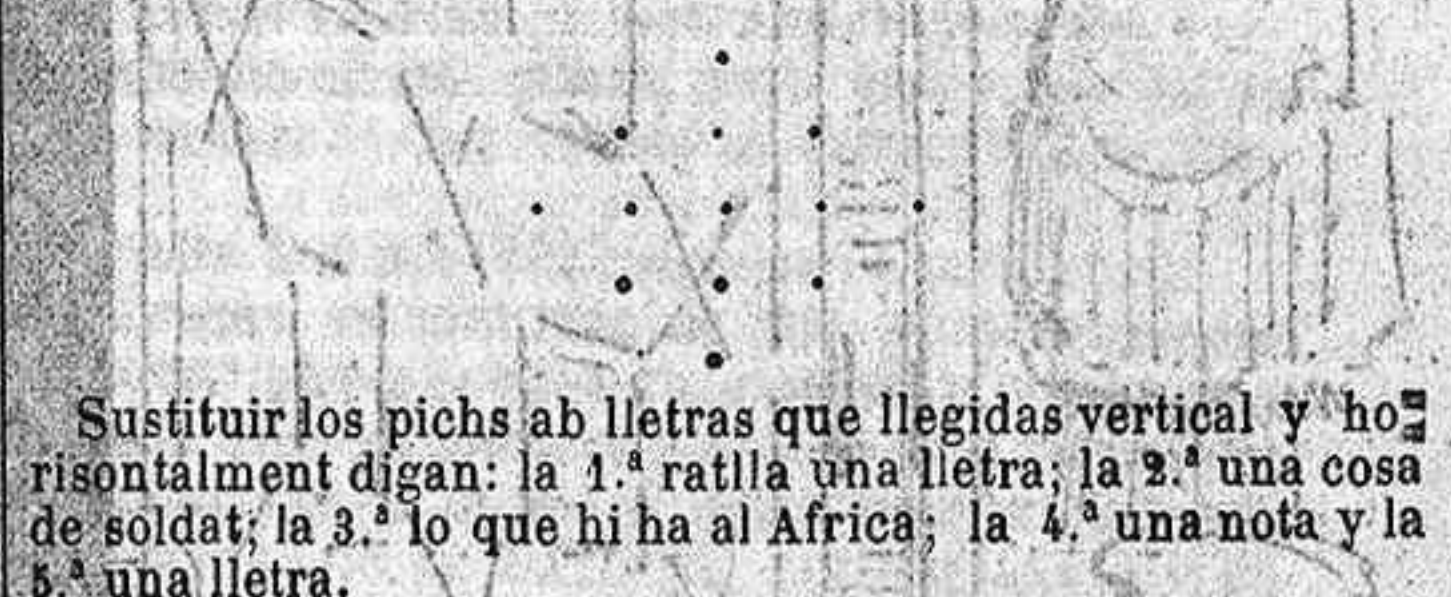 Sustituir los pichs ab lletras que llegidas vertical y ho-
risontalment digan: la 1.ª ratlla una lletra; la 2.ª una cosa
de soldat; la 3.ª lo que hi ha al Africa; la 4.ª una nota y la
5.ª una lletra.